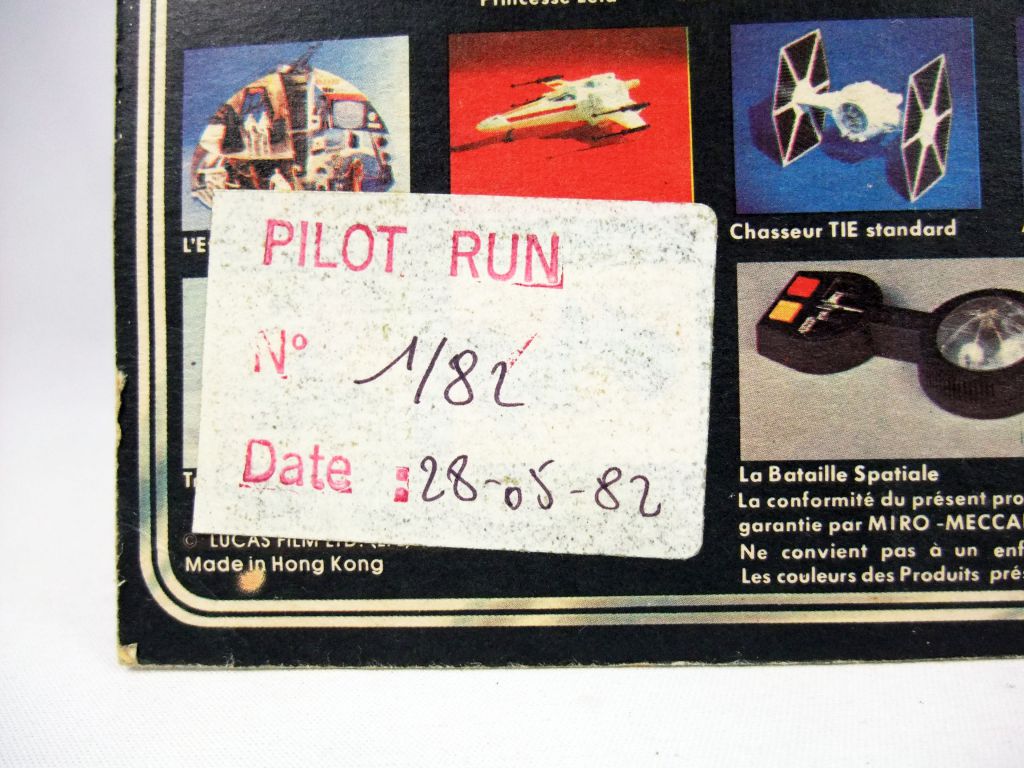 Princesse Leia
L'E
Chasseur TIE standard
PILOT RUN
N° 1/82
Date : 28-05-82
La Bataille Spatiale
La conformité du présent pro
garantie par MIRO-MECCA
Ne convient pas à un enf
Les couleurs des Produits pré
© LUCAS FILM LTD.
Made in Hong Kong